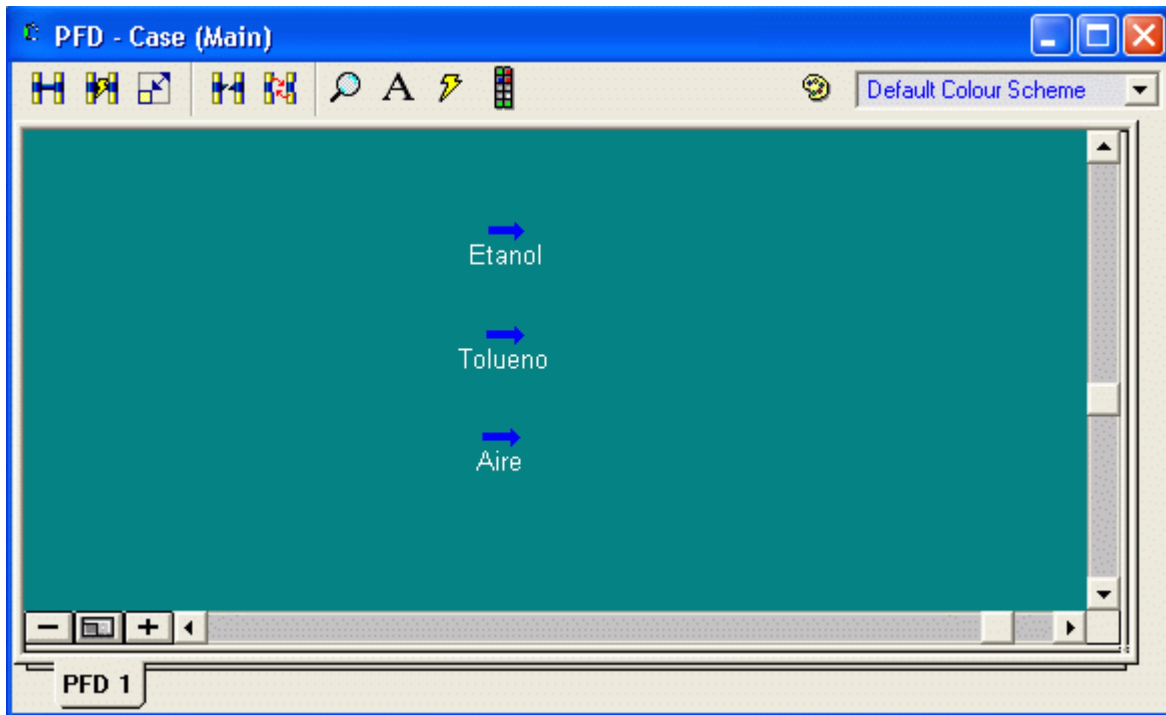 PFD - Case (Main)
A
Default Colour Scheme
Etanol
Tolueno
Aire
PFD 1